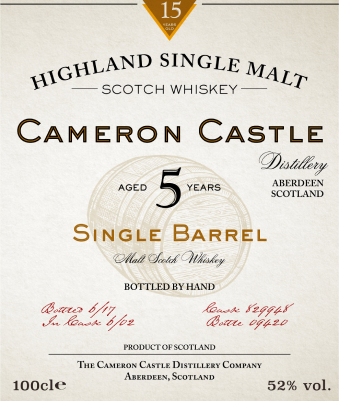 15
YEARS
OLD
HIGHLAND SINGLE MALT
SCOTCH WHISKEY
CAMERON CASTLE
Distillery
ABERDEEN
SCOTLAND
AGED 5 YEARS
SINGLE BARREL
Malt Scotch Whiskey
BOTTLED BY HAND
Bottled 6/17 Cask 829948
In Cask 6/02 Bottle 09420
PRODUCT OF SCOTLAND
THE CAMERON CASTLE DISTILLERY COMPANY
ABERDEEN, SCOTLAND
100cl℮ 52% vol.